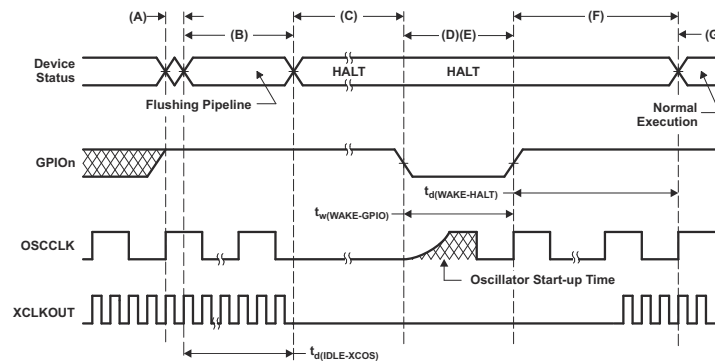 (A)
(B)
(C)
(D)(E)
(F)
(G
Device
Status
HALT
HALT
Flushing Pipeline
Normal
Execution
GPIOn
td(WAKE-HALT)
tw(WAKE-GPIO)
OSCCLK
Oscillator Start-up Time
XCLKOUT
td(IDLE-XCOS)